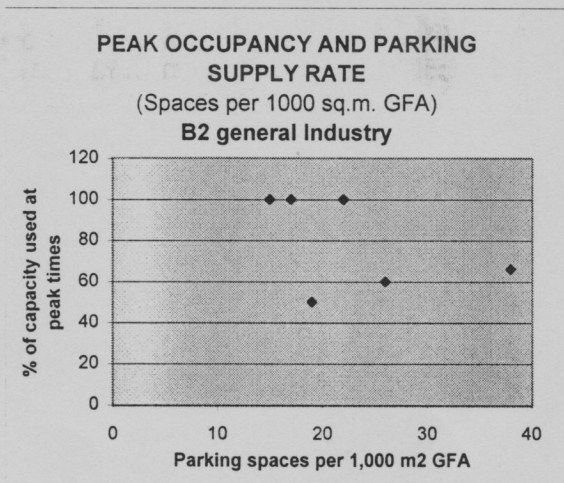 PEAK OCCUPANCY AND PARKING
SUPPLY RATE
(Spaces per 1000 sq.m. GFA)
B2 general Industry
120
100
80
60
40
20
0
% of capacity used at
peak times
0 10 20 30 40
Parking spaces per 1,000 m2 GFA